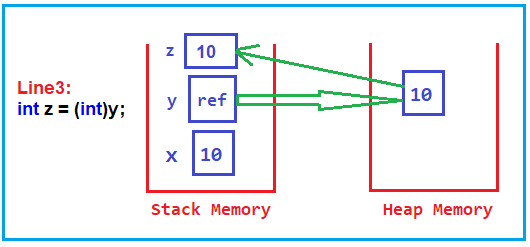 Line3:
int z = (int)y;
z 10
y ref
x 10
10
Stack Memory
Heap Memory